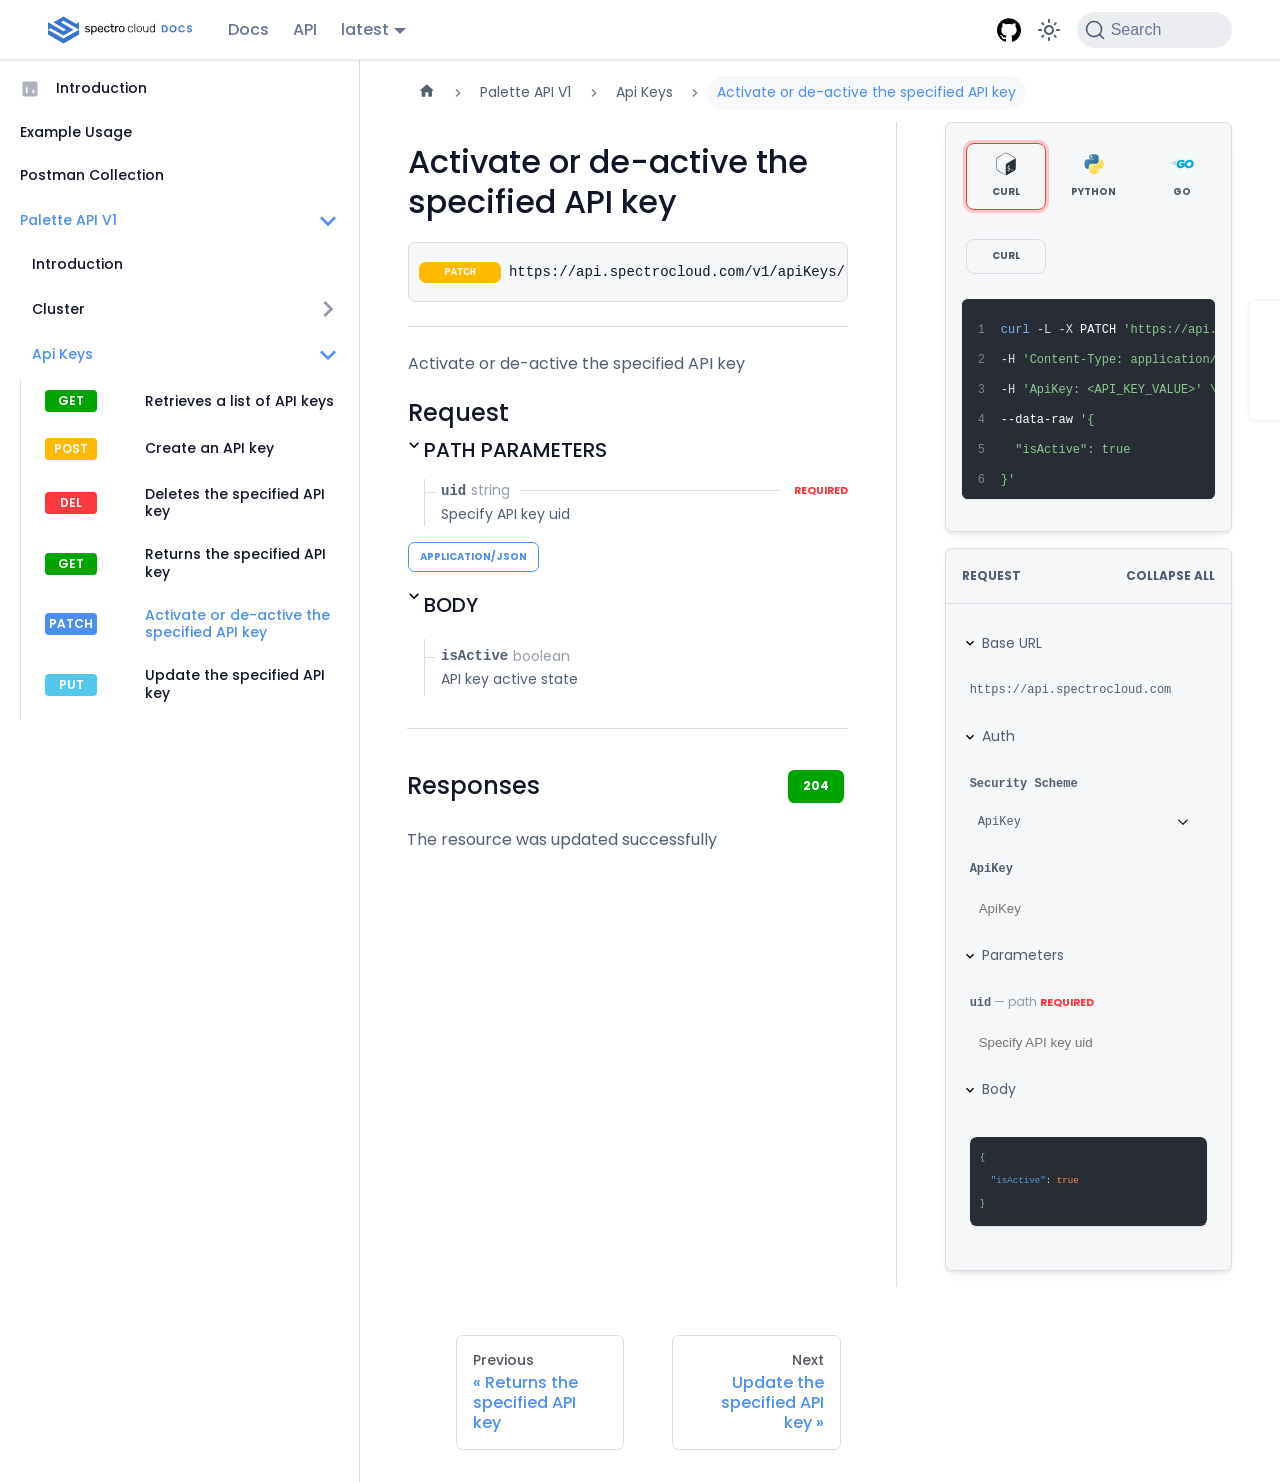 spectro cloud DOCS
Docs
API
latest
Search
Introduction
Example Usage
Postman Collection
Palette API V1
Introduction
Cluster
Api Keys
GET Retrieves a list of API keys
POST Create an API key
DEL Deletes the specified API
key
GET Returns the specified API
key
PATCH Activate or de-active the
specified API key
PUT Update the specified API
key
Palette API V1
Api Keys
Activate or de-active the specified API key
Activate or de-active the
specified API key
PATCH https://api.spectrocloud.com/v1/apiKeys/
Activate or de-active the specified API key
Request
PATH PARAMETERS
uid string REQUIRED
Specify API key uid
APPLICATION/JSON
BODY
isActive boolean
API key active state
Responses
204
The resource was updated successfully
CURL
PYTHON
GO
CURL
1 curl -L -X PATCH 'https://api.
2 -H 'Content-Type: application/
3 -H 'ApiKey: <API_KEY_VALUE>' \
4 --data-raw '{
5 "isActive": true
6 }'
REQUEST
COLLAPSE ALL
Base URL
https://api.spectrocloud.com
Auth
Security Scheme
ApiKey
ApiKey
ApiKey
Parameters
uid — path REQUIRED
Specify API key uid
Body
{
"isActive": true
}
Previous
« Returns the
specified API
key
Next
Update the
specified API
key »